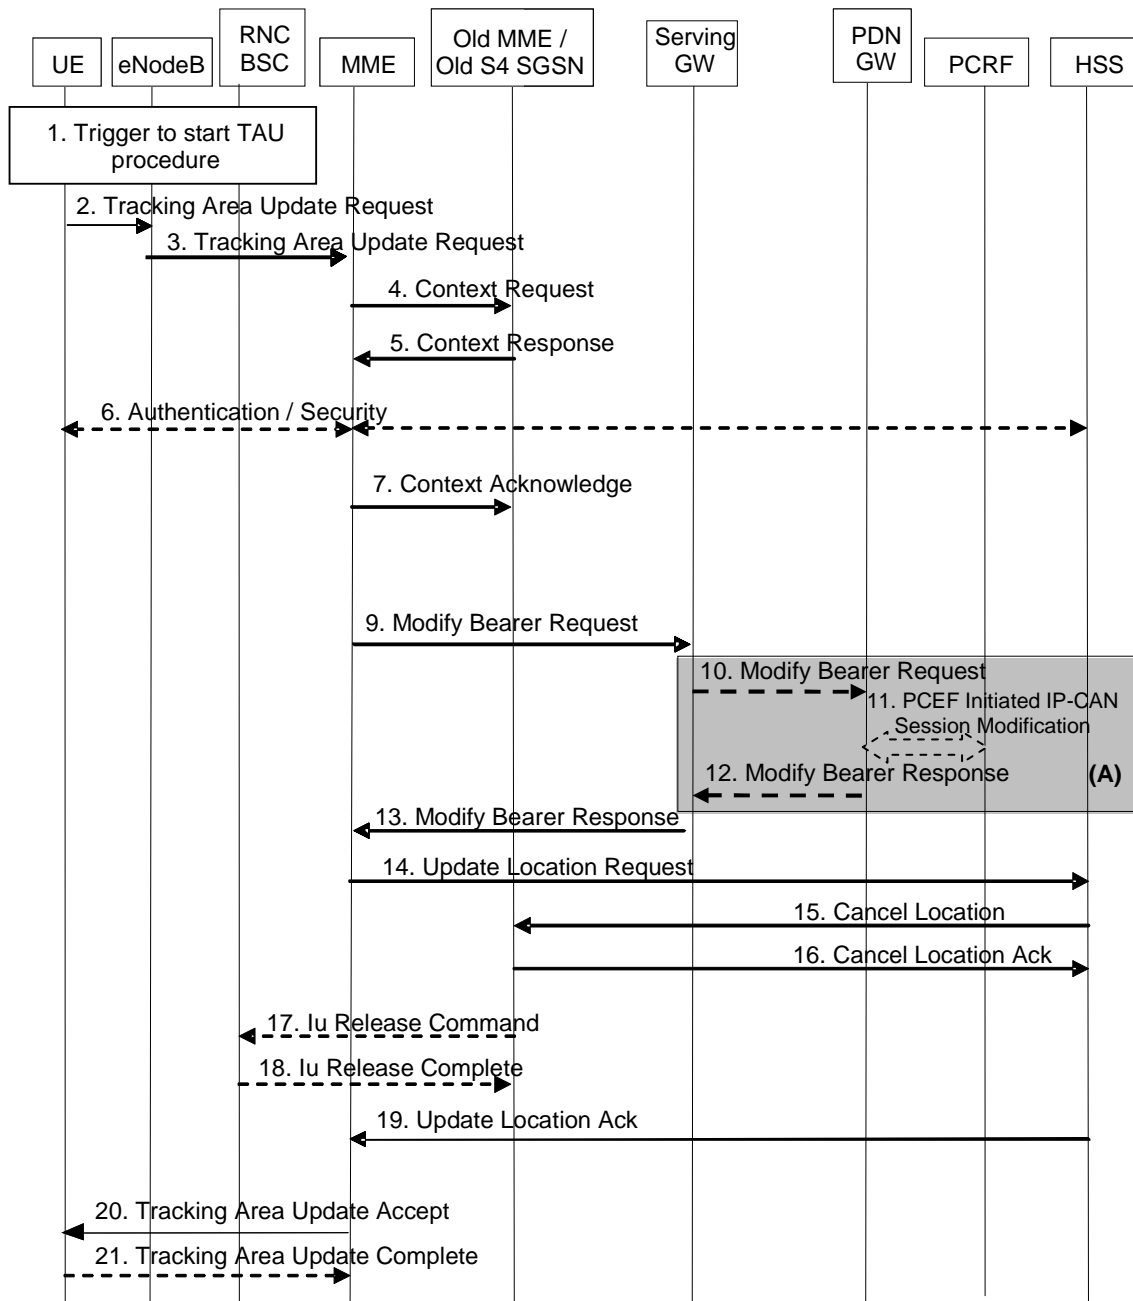 UE
eNodeB
RNC
BSC
MME
Old MME /
Old S4 SGSN
Serving
GW
PDN
GW
PCRF
HSS
1. Trigger to start TAU
procedure
2. Tracking Area Update Request
3. Tracking Area Update Request
4. Context Request
5. Context Response
6. Authentication / Security
7. Context Acknowledge
9. Modify Bearer Request
10. Modify Bearer Request
11. PCEF Initiated IP-CAN
Session Modification
12. Modify Bearer Response
(A)
13. Modify Bearer Response
14. Update Location Request
15. Cancel Location
16. Cancel Location Ack
17. Iu Release Command
18. Iu Release Complete
19. Update Location Ack
20. Tracking Area Update Accept
21. Tracking Area Update Complete